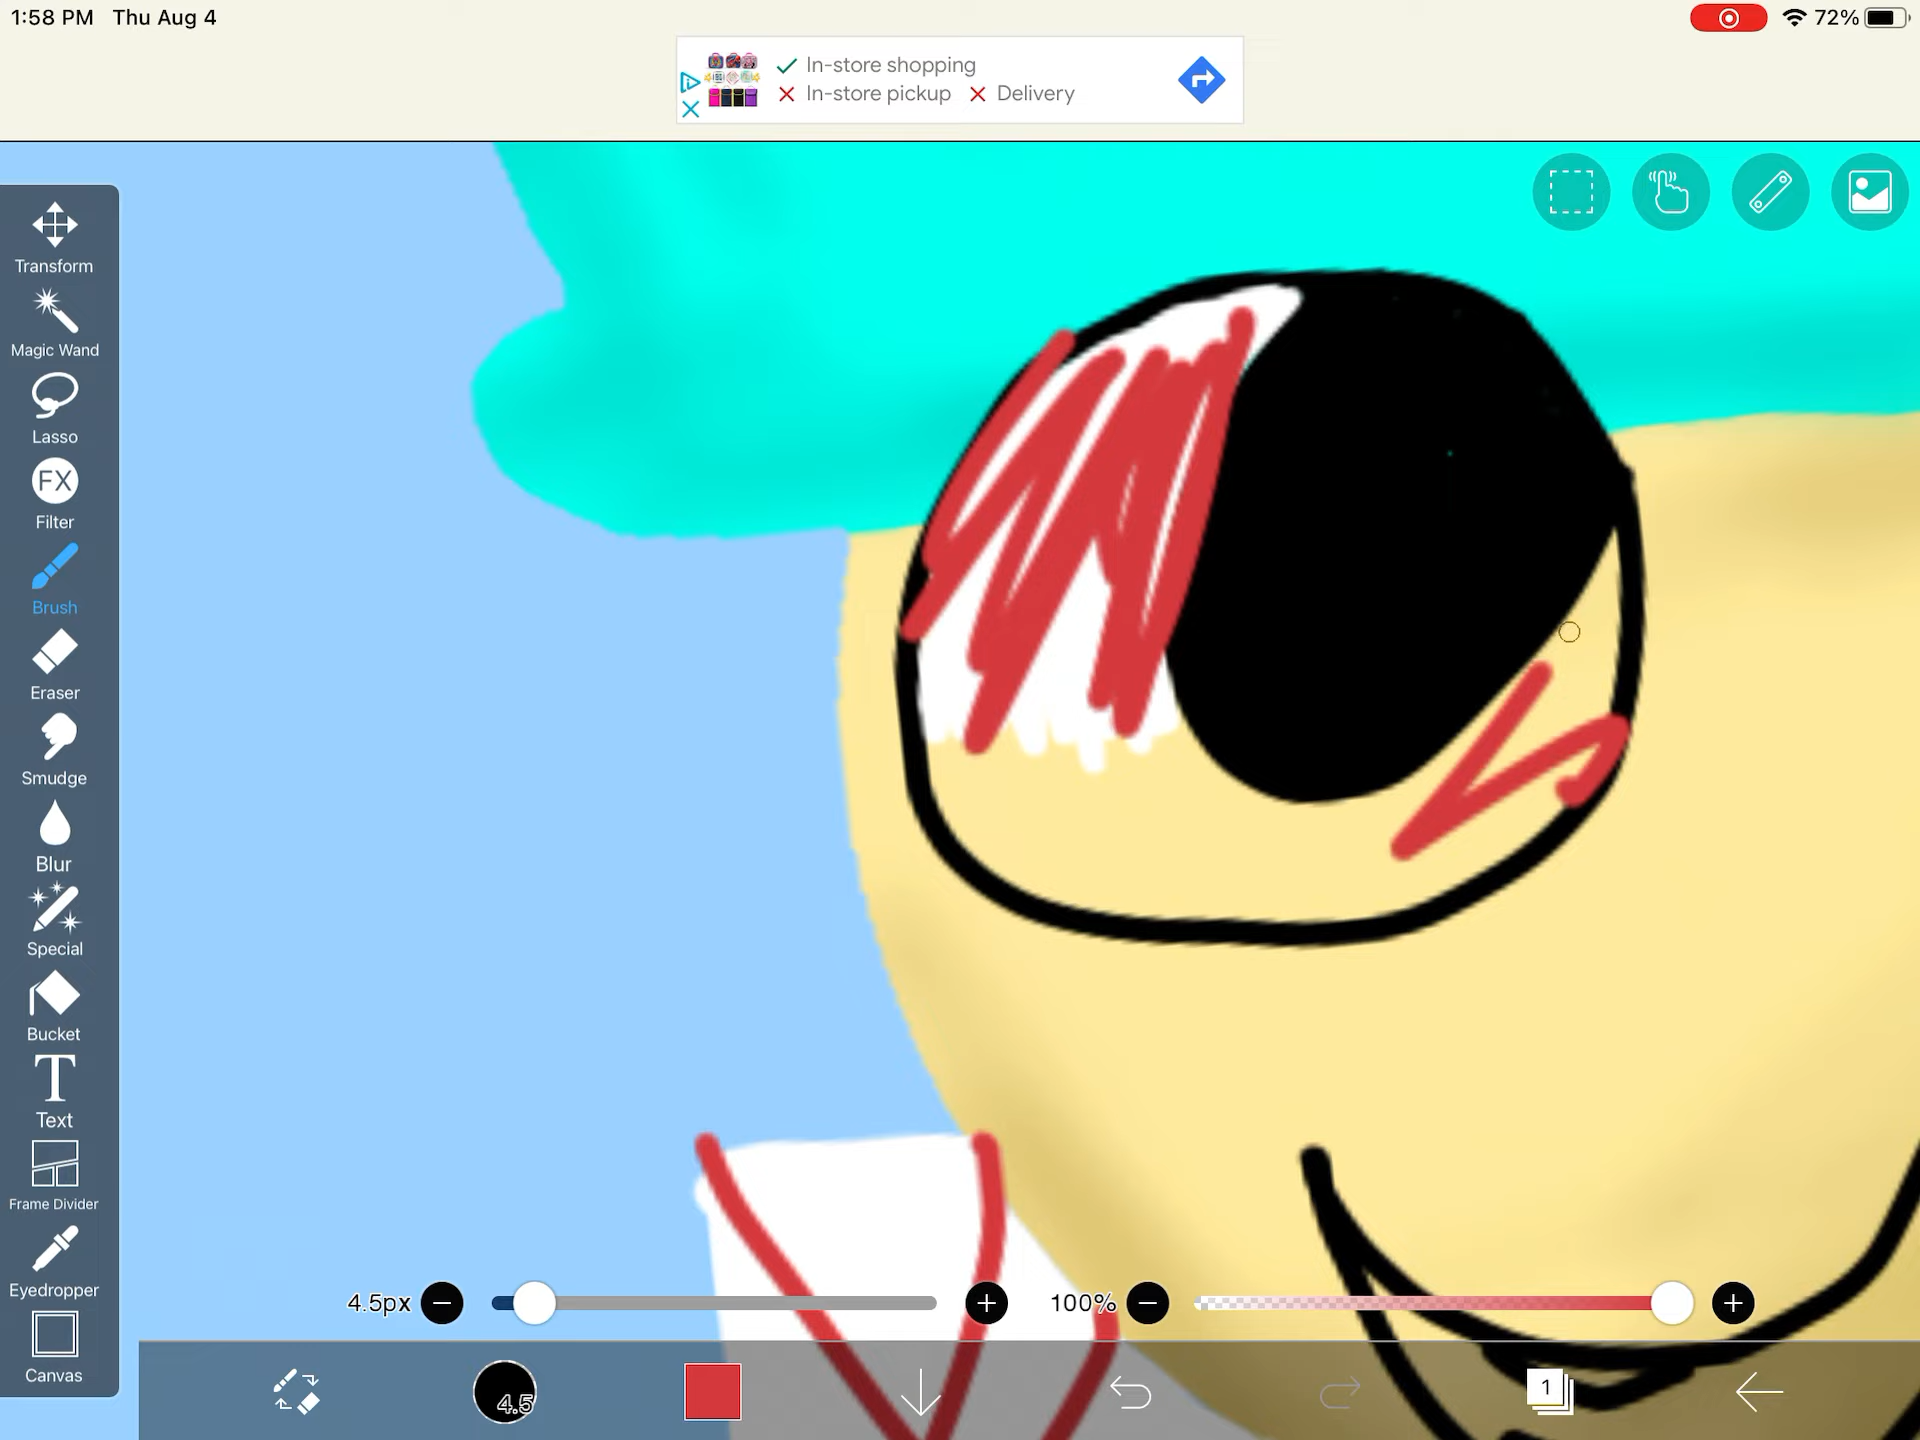 1:58 PM Thu Aug 4
72%
In-store shopping
In-store pickup Delivery
Transform
Magic Wand
Lasso
FX
Filter
Brush
Eraser
Smudge
Blur
Special
Bucket
T
Text
Frame Divider
Eyedropper
Canvas
4.5px
100%
4.5
1